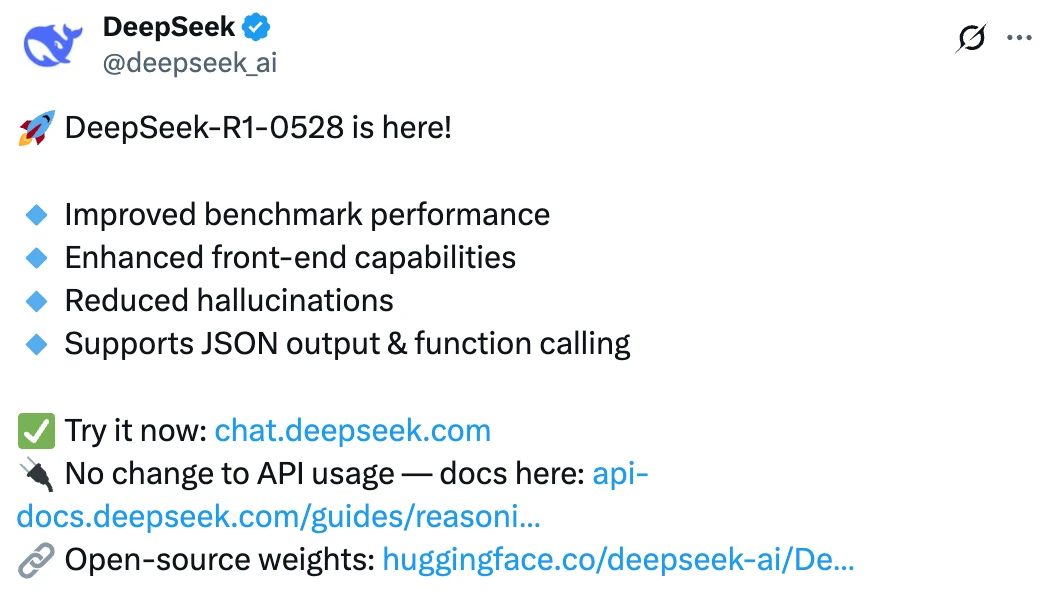 DeepSeek
@deepseek_ai
🚀 DeepSeek-R1-0528 is here!
🔹 Improved benchmark performance
🔹 Enhanced front-end capabilities
🔹 Reduced hallucinations
🔹 Supports JSON output & function calling
✅ Try it now: chat.deepseek.com
🔌 No change to API usage — docs here: api-
docs.deepseek.com/guides/reasoni...
🔗 Open-source weights: huggingface.co/deepseek-ai/De...